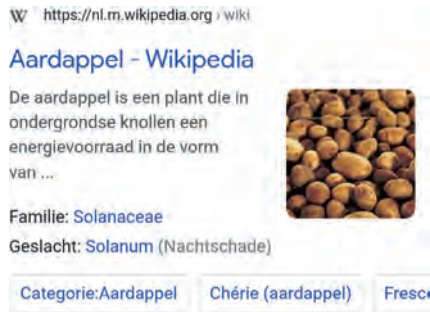 W https://nl.m.wikipedia.org › wiki
Aardappel - Wikipedia
De aardappel is een plant die in
ondergrondse knollen een
energievoorraad in de vorm
van ...
Familie: Solanaceae
Geslacht: Solanum (Nachtschade)
Categorie:Aardappel Chérie (aardappel)